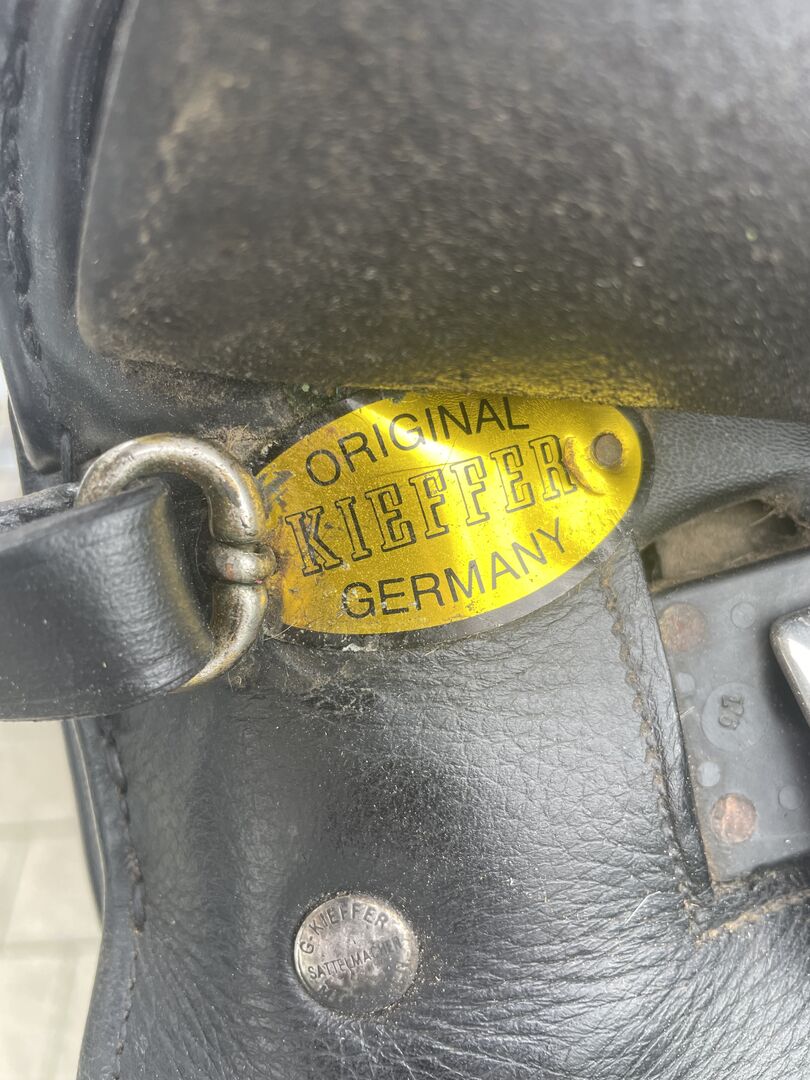 ORIGINAL
KIEFFER
GERMANY
G. KIEFFER
SATTELMACHER